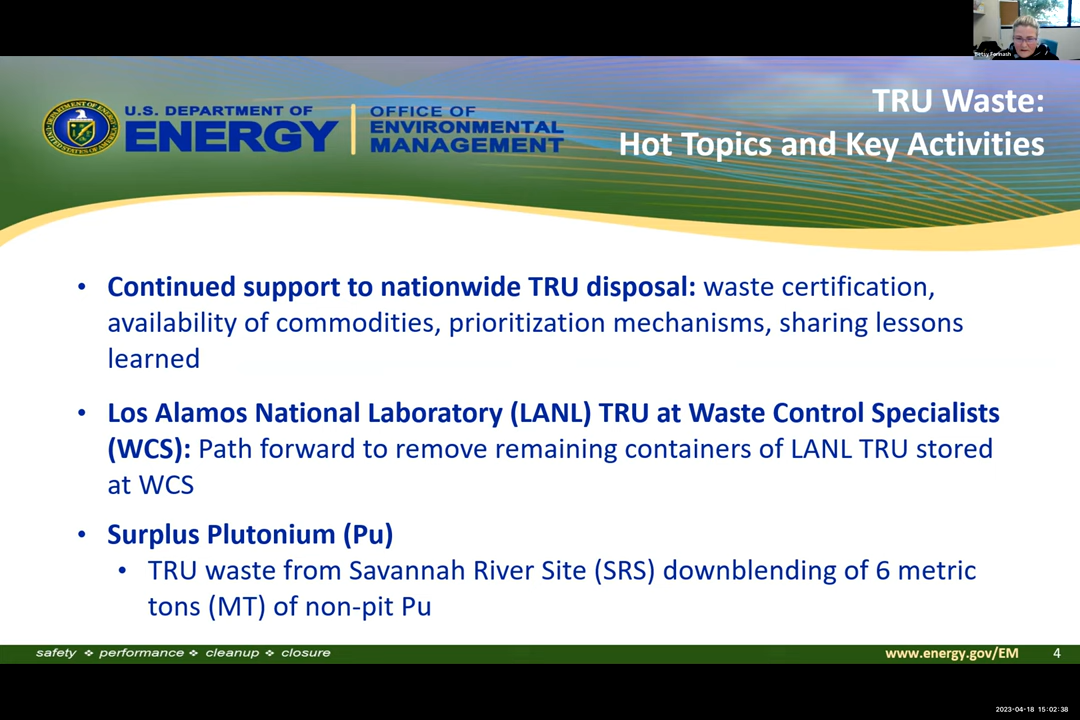 Betsy Forinash
U.S. DEPARTMENT OF
ENERGY
OFFICE OF
ENVIRONMENTAL
MANAGEMENT
TRU Waste:
Hot Topics and Key Activities
• Continued support to nationwide TRU disposal: waste certification,
availability of commodities, prioritization mechanisms, sharing lessons
learned
• Los Alamos National Laboratory (LANL) TRU at Waste Control Specialists
(WCS): Path forward to remove remaining containers of LANL TRU stored
at WCS
• Surplus Plutonium (Pu)
• TRU waste from Savannah River Site (SRS) downblending of 6 metric
tons (MT) of non-pit Pu
safety ❖ performance ❖ cleanup ❖ closure
www.energy.gov/EM 4
2023-04-18 15:02:38